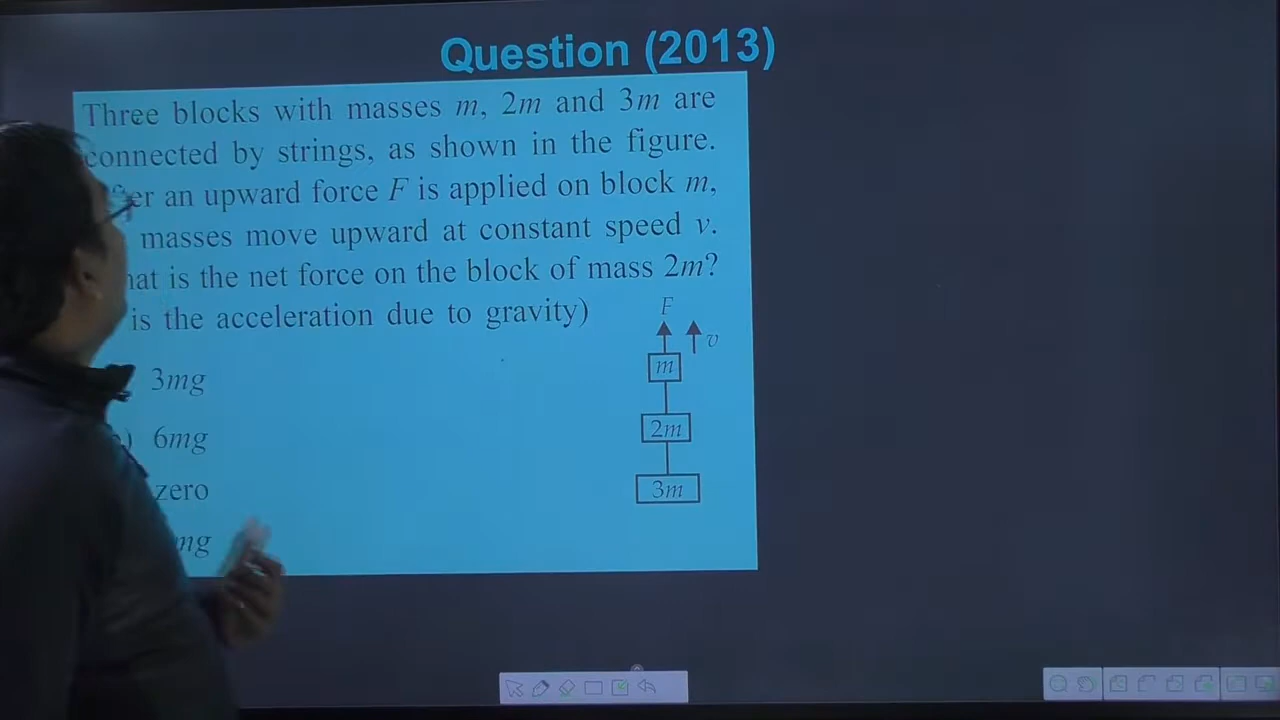 Question (2013)
Three blocks with masses m, 2m and 3m are
connected by strings, as shown in the figure.
an upward force F is applied on block m,
masses move upward at constant speed v.
is the net force on the block of mass 2m?
is the acceleration due to gravity)
F
v
m
3mg
2m
6mg
3m
zero
mg